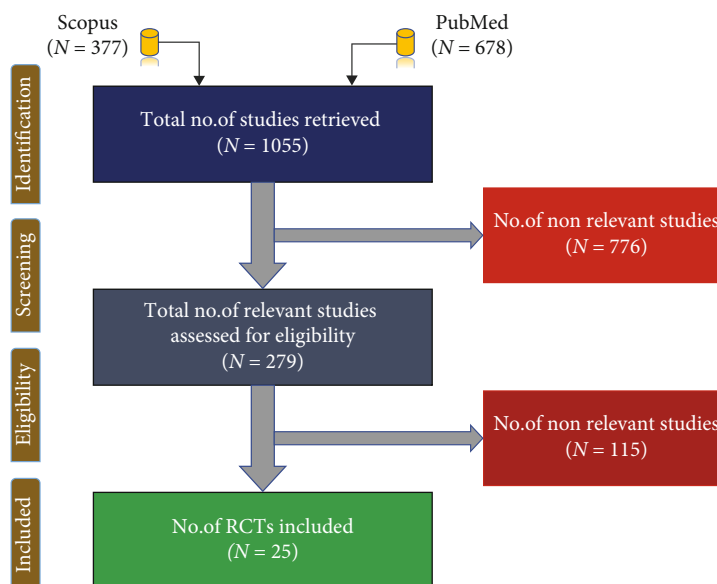 Scopus
(N = 377)
PubMed
(N = 678)
Identification
Total no.of studies retrieved
(N = 1055)
No.of non relevant studies
(N = 776)
Screening
Total no.of relevant studies
assessed for eligibility
(N = 279)
Eligibility
No.of non relevant studies
(N = 115)
Included
No.of RCTs included
(N = 25)